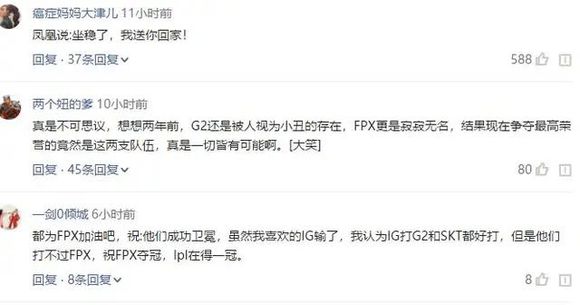 癌症妈妈大津儿 11小时前
凤凰说:坐稳了，我送你回家！
回复 · 37条回复
588
两个妞的爹 10小时前
真是不可思议，想想两年前，G2还是被人视为小丑的存在，FPX更是寂寂无名，结果现在争夺最高荣
营的竟然是这两支队伍，真是一切皆有可能啊。[大笑]
回复 · 45条回复
80
一剑0倾城 6小时前
都为FPX加油吧，祝:他们成功卫冕，虽然我喜欢的IG输了，我认为IG打G2和SKT都好打，但是他们
打不过FPX，祝FPX夺冠，lpl在得一冠。
回复 · 8条回复
8